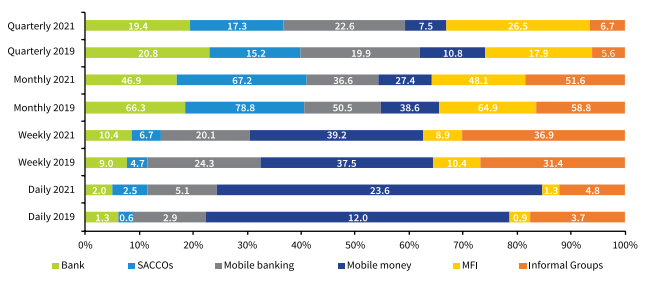 Quarterly 2021 19.4 17.3 22.6 7.5 26.5 6.7
Quarterly 2019 20.8 15.2 19.9 10.8 17.9 5.6
Monthly 2021 46.9 67.2 36.6 27.4 48.1 51.6
Monthly 2019 66.3 78.8 50.5 38.6 64.9 58.8
Weekly 2021 10.4 6.7 20.1 39.2 8.9 36.9
Weekly 2019 9.0 4.7 24.3 37.5 10.4 31.4
Daily 2021 2.0 2.5 5.1 23.6 1.3 4.8
Daily 2019 1.3 0.6 2.9 12.0 0.9 3.7
0% 10% 20% 30% 40% 50% 60% 70% 80% 90% 100%
Bank SACCOs Mobile banking Mobile money MFI Informal Groups